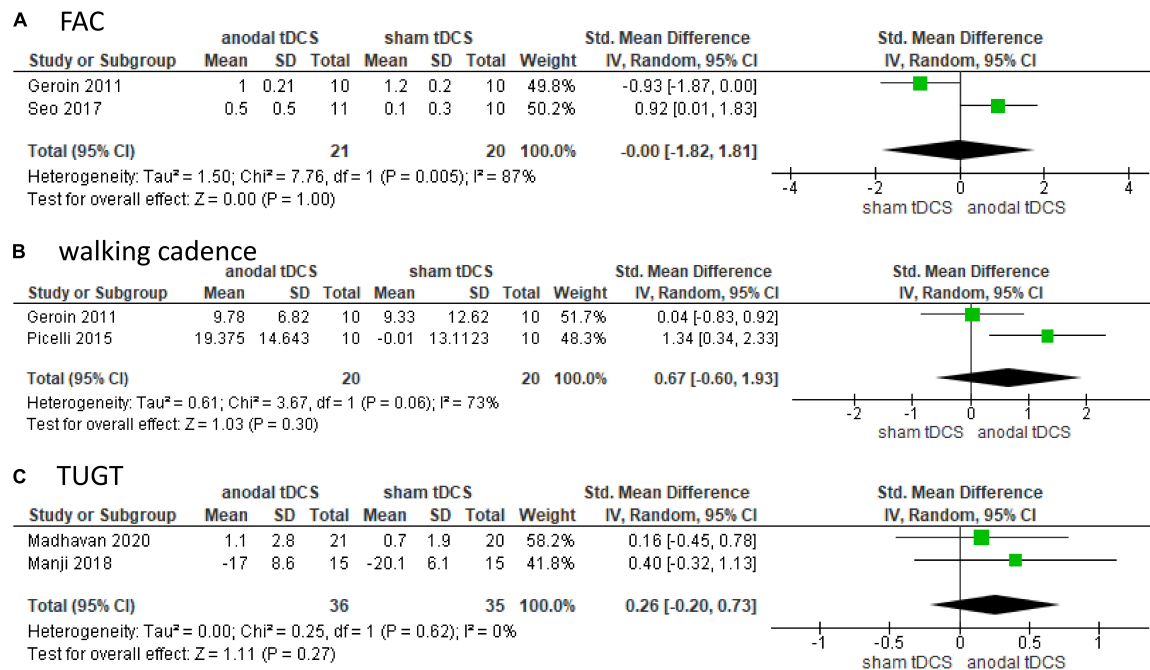 A FAC
anodal tDCS sham tDCS Std. Mean Difference Std. Mean Difference
Study or Subgroup Mean SD Total Mean SD Total Weight IV, Random, 95% CI IV, Random, 95% CI
Geroin 2011 1 0.21 10 1.2 0.2 10 49.8% -0.93 [-1.87, 0.00]
Seo 2017 0.5 0.5 11 0.1 0.3 10 50.2% 0.92 [0.01, 1.83]
Total (95% CI) 21 20 100.0% -0.00 [-1.82, 1.81]
Heterogeneity: Tau² = 1.50; Chi² = 7.76, df = 1 (P = 0.005); I² = 87%
Test for overall effect: Z = 0.00 (P = 1.00)
-4 -2 0 2 4
sham tDCS anodal tDCS
B walking cadence
anodal tDCS sham tDCS Std. Mean Difference Std. Mean Difference
Study or Subgroup Mean SD Total Mean SD Total Weight IV, Random, 95% CI IV, Random, 95% CI
Geroin 2011 9.78 6.82 10 9.33 12.62 10 51.7% 0.04 [-0.83, 0.92]
Picelli 2015 19.375 14.643 10 -0.01 13.1123 10 48.3% 1.34 [0.34, 2.33]
Total (95% CI) 20 20 100.0% 0.67 [-0.60, 1.93]
Heterogeneity: Tau² = 0.61; Chi² = 3.67, df = 1 (P = 0.06); I² = 73%
Test for overall effect: Z = 1.03 (P = 0.30)
-2 -1 0 1 2
sham tDCS anodal tDCS
C TUGT
anodal tDCS sham tDCS Std. Mean Difference Std. Mean Difference
Study or Subgroup Mean SD Total Mean SD Total Weight IV, Random, 95% CI IV, Random, 95% CI
Madhavan 2020 1.1 2.8 21 0.7 1.9 20 58.2% 0.16 [-0.45, 0.78]
Manji 2018 -17 8.6 15 -20.1 6.1 15 41.8% 0.40 [-0.32, 1.13]
Total (95% CI) 36 35 100.0% 0.26 [-0.20, 0.73]
Heterogeneity: Tau² = 0.00; Chi² = 0.25, df = 1 (P = 0.62); I² = 0%
Test for overall effect: Z = 1.11 (P = 0.27)
-1 -0.5 0 0.5 1
sham tDCS anodal tDCS